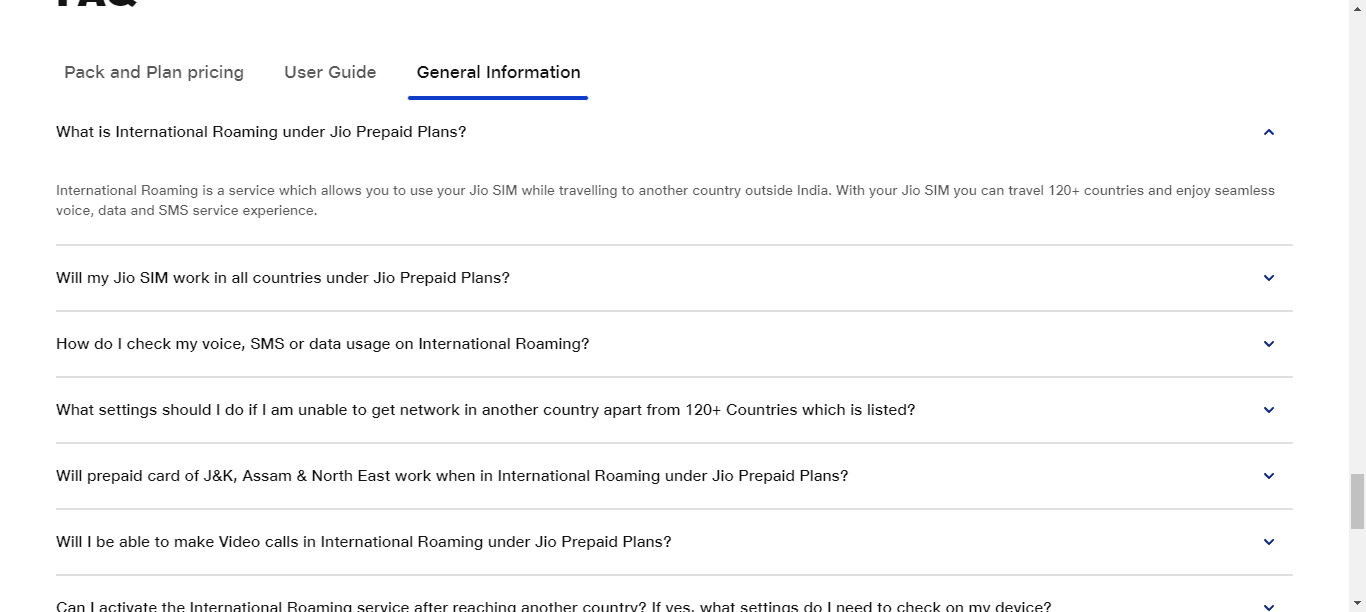 FAQ
Pack and Plan pricing
User Guide
General Information
What is International Roaming under Jio Prepaid Plans?
International Roaming is a service which allows you to use your Jio SIM while travelling to another country outside India. With your Jio SIM you can travel 120+ countries and enjoy seamless
voice, data and SMS service experience.
Will my Jio SIM work in all countries under Jio Prepaid Plans?
How do I check my voice, SMS or data usage on International Roaming?
What settings should I do if I am unable to get network in another country apart from 120+ Countries which is listed?
Will prepaid card of J&K, Assam & North East work when in International Roaming under Jio Prepaid Plans?
Will I be able to make Video calls in International Roaming under Jio Prepaid Plans?
Can I activate the International Roaming service after reaching another country? If yes, what settings do I need to check on my device?